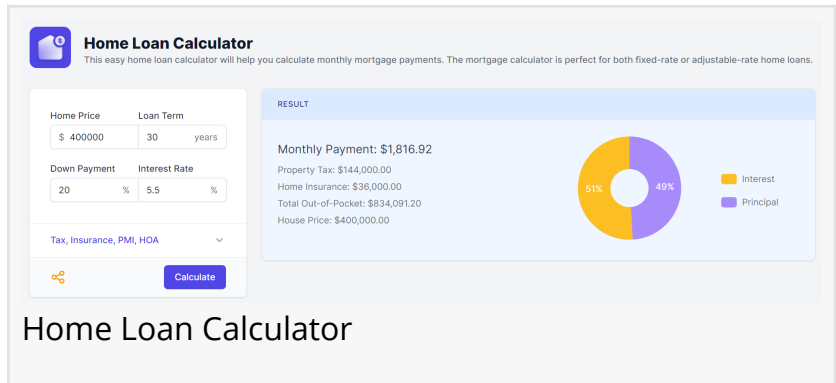 Home Loan Calculator
This easy home loan calculator will help you calculate monthly mortgage payments. The mortgage calculator is perfect for both fixed-rate or adjustable-rate home loans.
Home Price
Loan Term
$ 400000
30 years
Down Payment
Interest Rate
20 %
5.5 %
Tax, Insurance, PMI, HOA
Calculate
RESULT
Monthly Payment: $1,816.92
Property Tax: $144,000.00
Home Insurance: $36,000.00
Total Out-of-Pocket: $834,091.20
House Price: $400,000.00
51%
49%
Interest
Principal
Home Loan Calculator